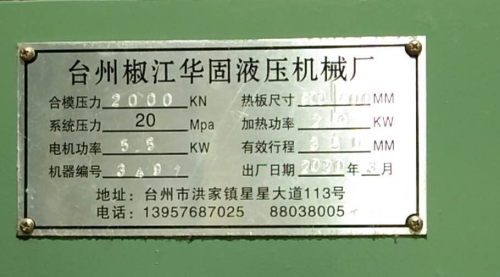 台州椒江华固液压机械厂
合模压力 2000 KN 热板尺寸 MM
系统压力 20 Mpa 加热功率 KW
电机功率 5.5 KW 有效行程 MM
机器编号 出厂日期 2020 年 月
地址：台州市洪家镇星星大道113号
电话：13957687025 88038005